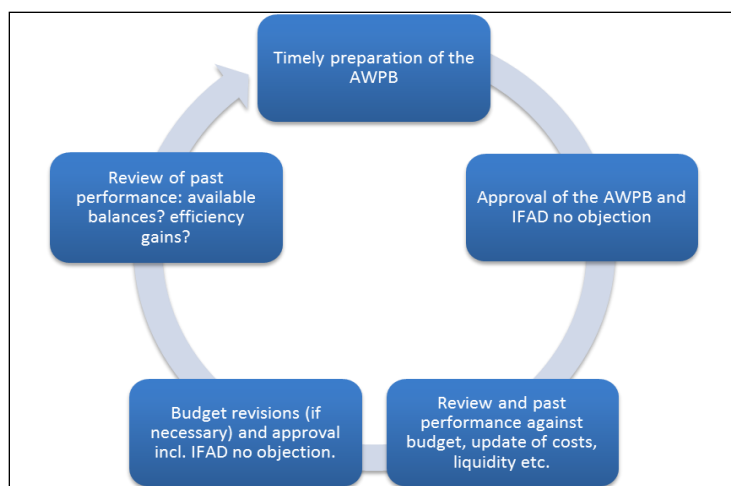 Timely preparation of the
AWPB
Approval of the AWPB and
IFAD no objection
Review and past
performance against
budget, update of costs,
liquidity etc.
Budget revisions (if
necessary) and approval
incl. IFAD no objection.
Review of past
performance: available
balances? efficiency
gains?